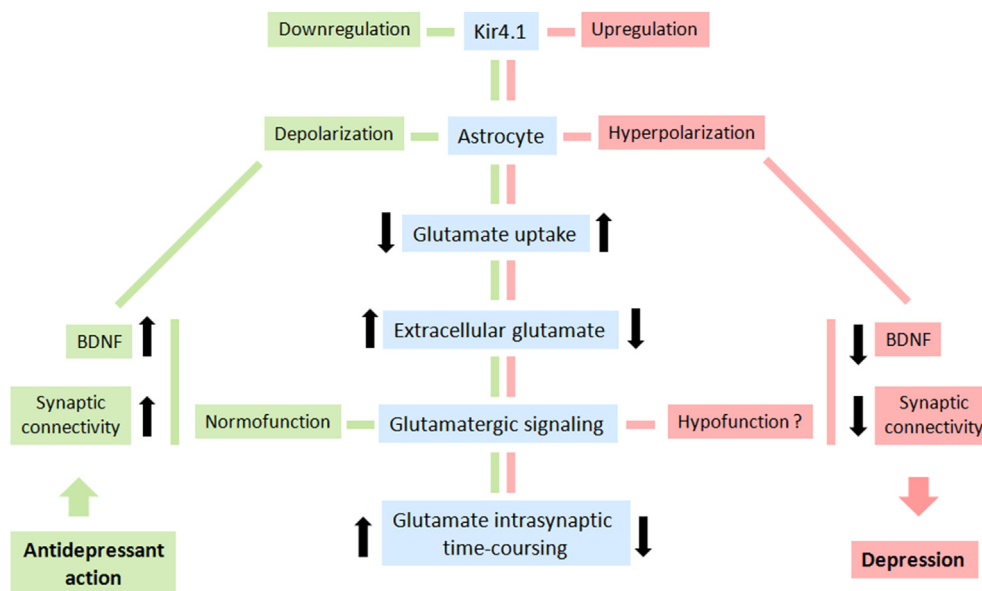 Downregulation
Kir4.1
Upregulation
Depolarization
Astrocyte
Hyperpolarization
Glutamate uptake
BDNF
Extracellular glutamate
BDNF
Synaptic
connectivity
Normofunction
Glutamatergic signaling
Hypofunction ?
Synaptic
connectivity
Glutamate intrasynaptic
time-coursing
Antidepressant
action
Depression